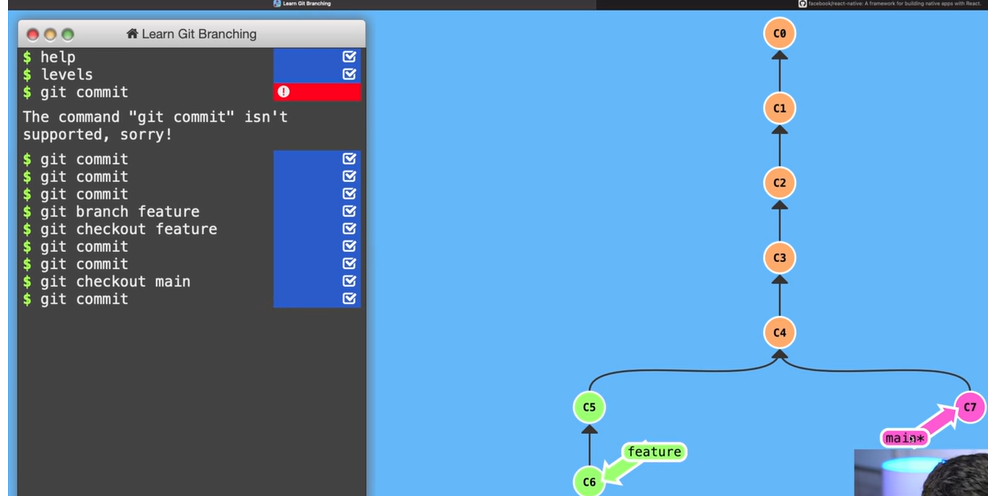 Learn Git Branching
facebook/react-native: A framework for building native apps with React.
Learn Git Branching
$ help
$ levels
$ git commit
The command "git commit" isn't
supported, sorry!
$ git commit
$ git commit
$ git commit
$ git branch feature
$ git checkout feature
$ git commit
$ git commit
$ git checkout main
$ git commit
C0
C1
C2
C3
C4
C5
C7
main*
feature
C6